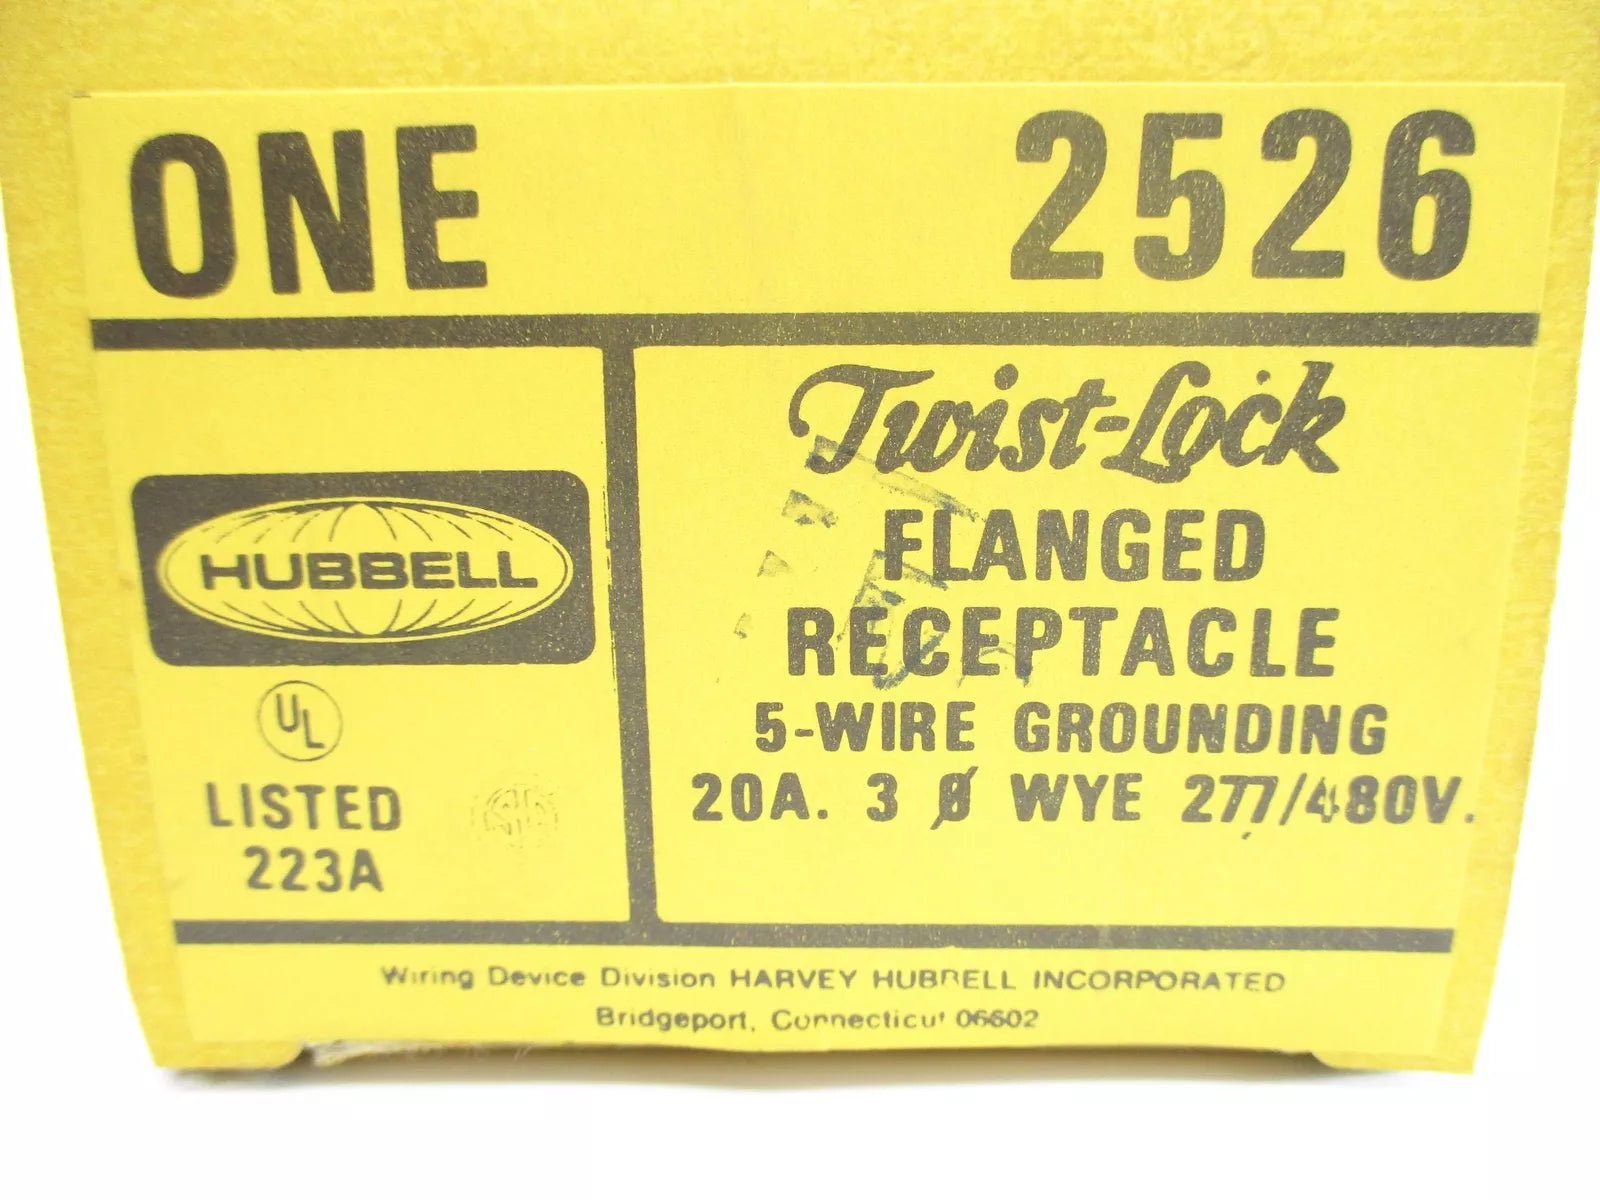 ONE
2526
HUBBELL
UL
LISTED
223A
Twist-Lock
FLANGED
RECEPTACLE
5-WIRE GROUNDING
20A. 3 Ø WYE 277/480V.
Wiring Device Division HARVEY HUBBELL INCORPORATED
Bridgeport, Connecticut 06602